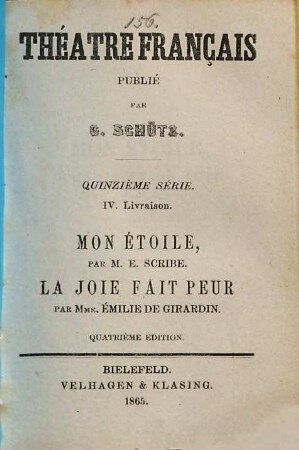 156.
THÉATRE FRANÇAIS
PUBLIÉ
PAR
C. SCHÜTZ.
QUINZIÈME SÉRIE.
IV. Livraison.
MON ÉTOILE,
PAR M. E. SCRIBE.
LA JOIE FAIT PEUR
PAR MME. ÉMILIE DE GIRARDIN.
QUATRIÈME ÉDITION.
BIELEFELD.
VELHAGEN & KLASING.
1865.